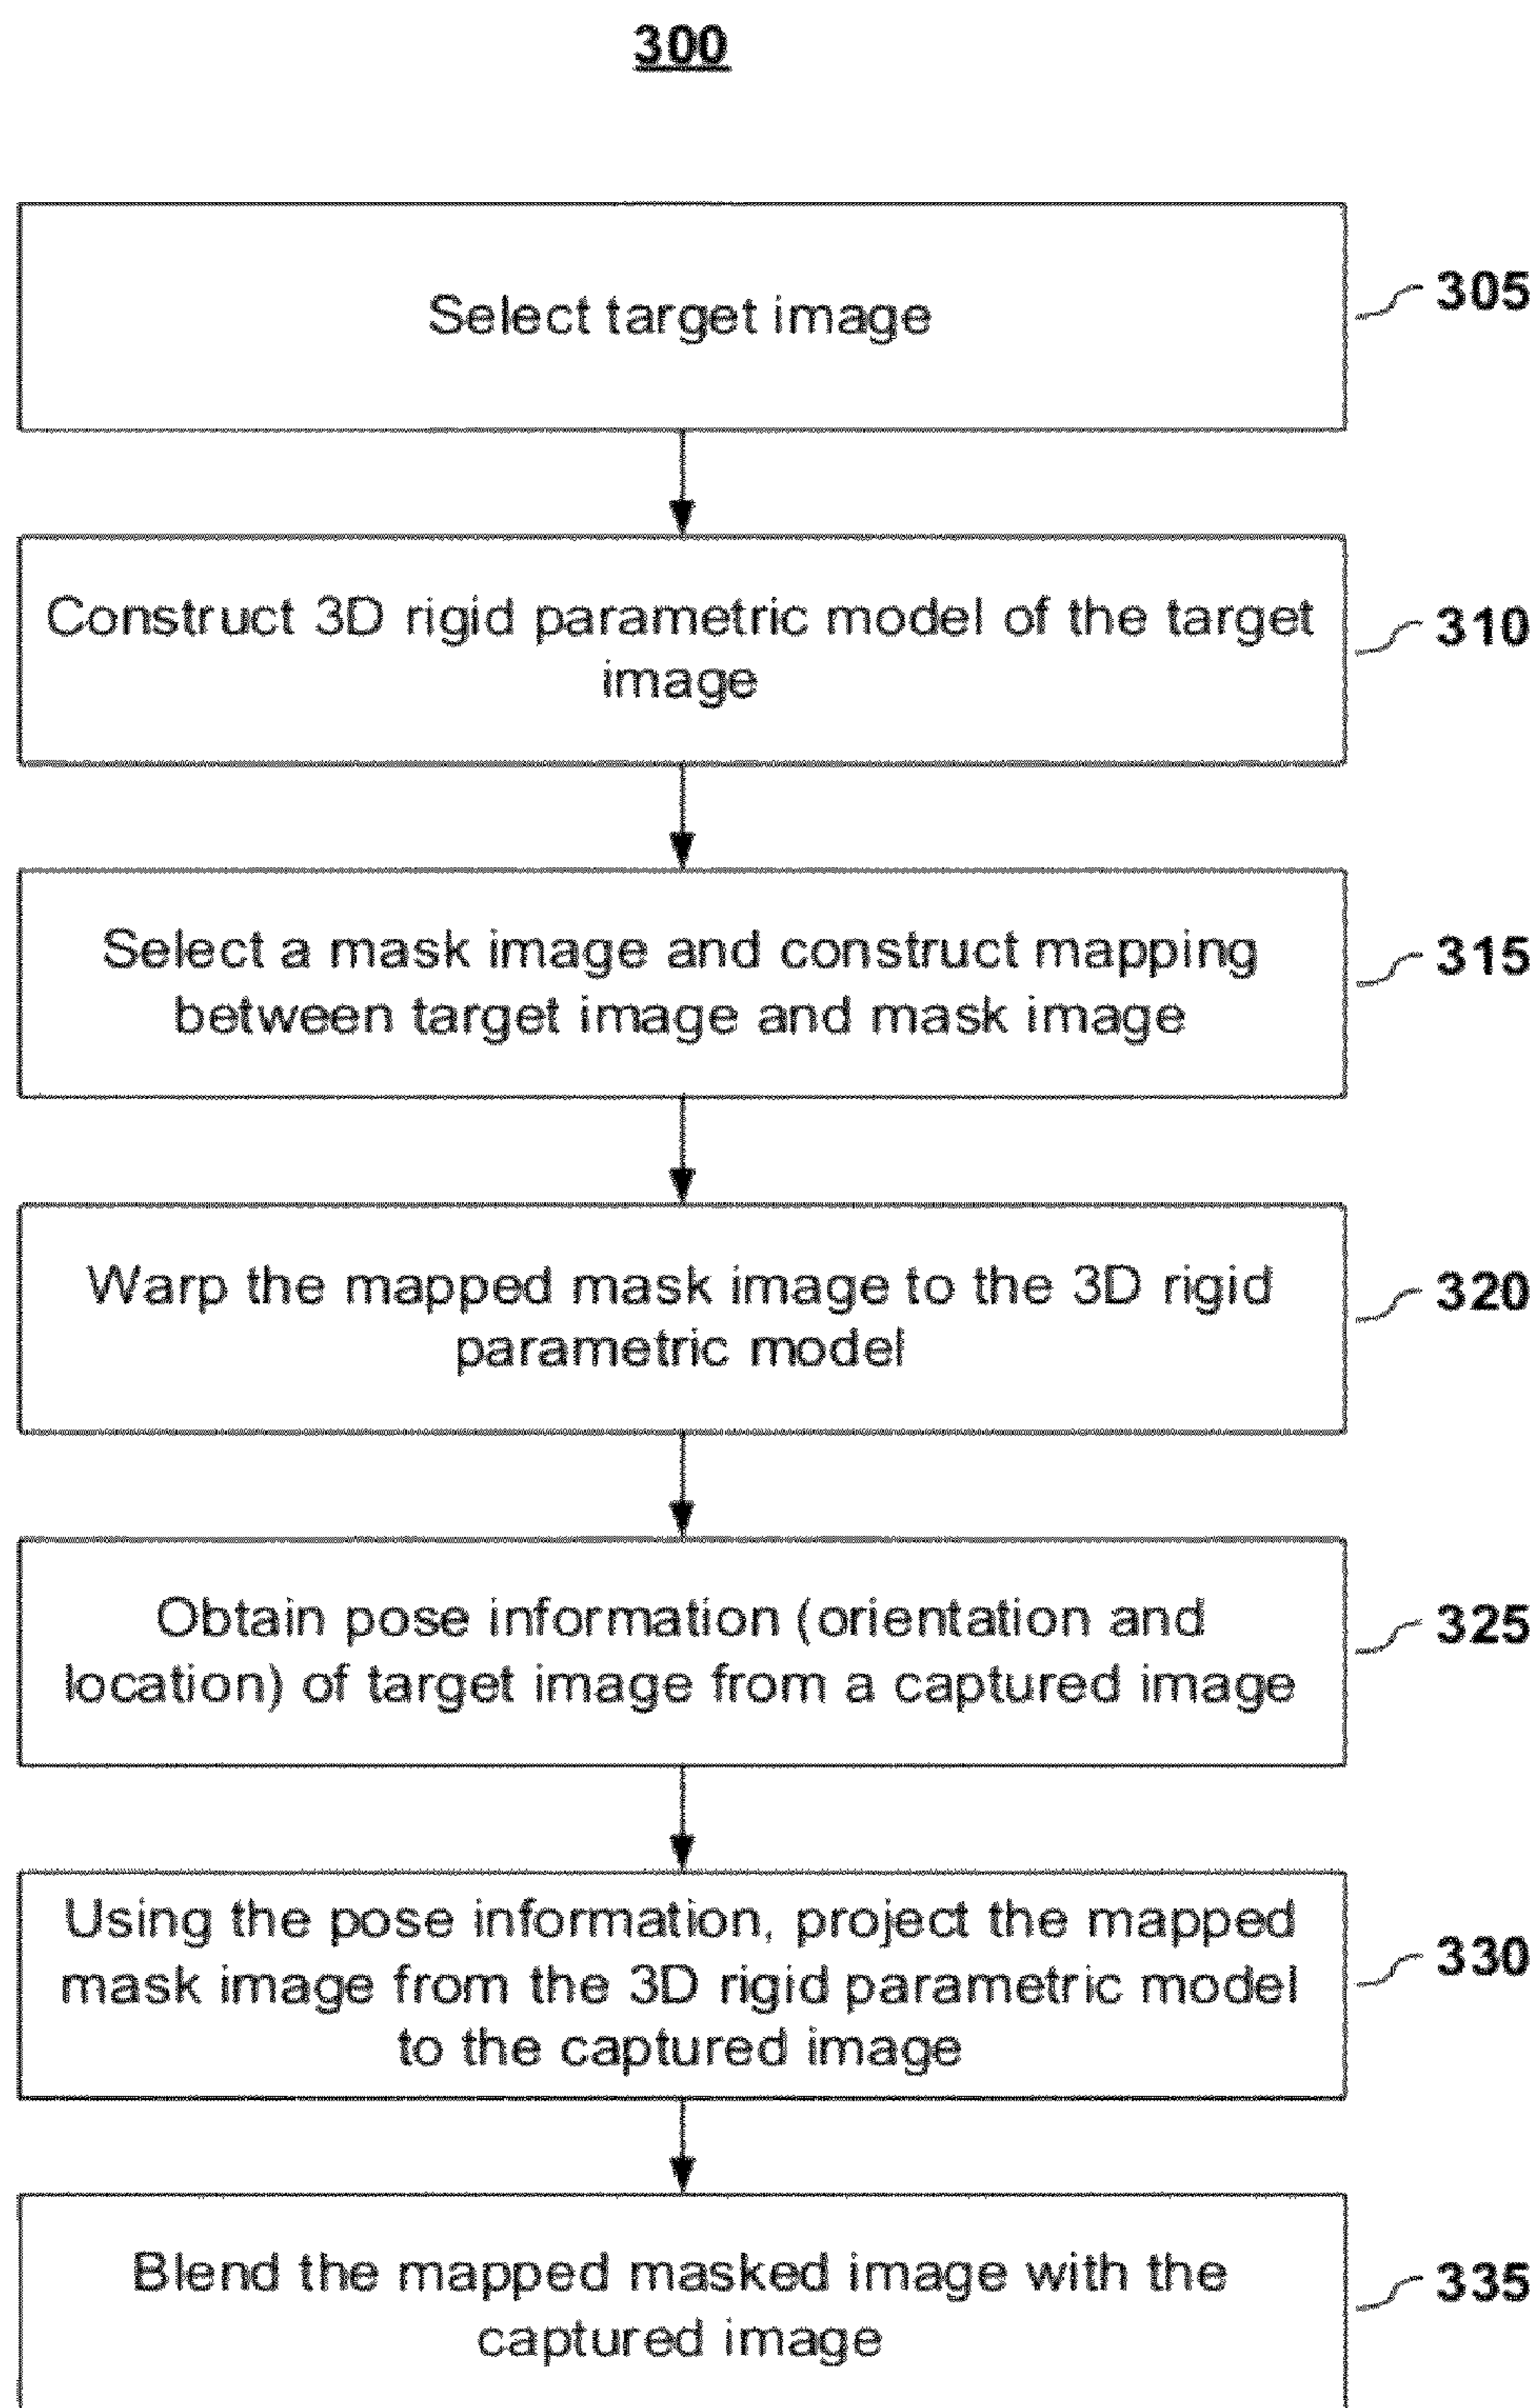 300
Select target image
305
Construct 3D rigid parametric model of the target
image
310
Select a mask image and construct mapping
between target image and mask image
315
Warp the mapped mask image to the 3D rigid
parametric model
320
Obtain pose information (orientation and
location) of target image from a captured image
325
Using the pose information, project the mapped
mask image from the 3D rigid parametric model
to the captured image
330
Blend the mapped masked image with the
captured image
335